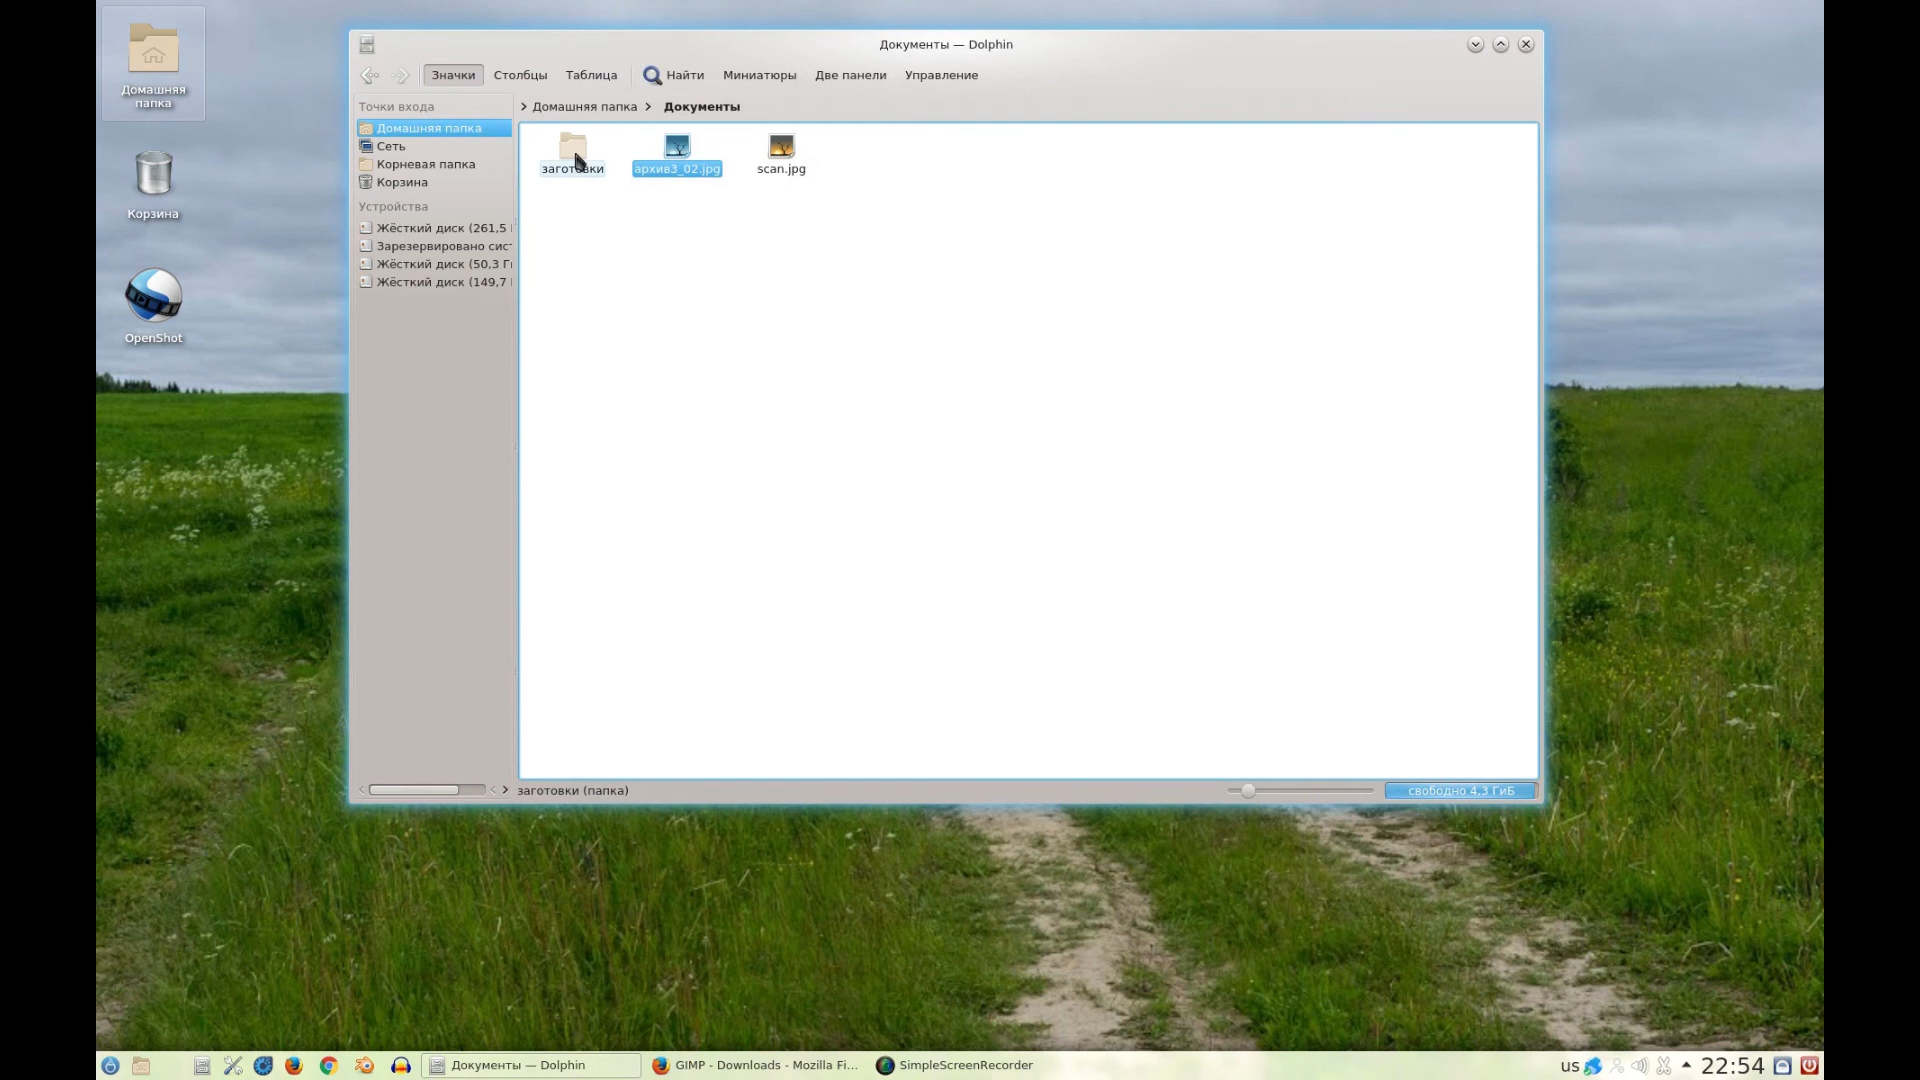 Домашняя
папка
Корзина
OpenShot
Документы — Dolphin
Значки Столбцы Таблица Найти Миниатюры Две панели Управление
Домашняя папка > Документы
Точки входа
Домашняя папка
Сеть
Корневая папка
Корзина
Устройства
Жёсткий диск (261,5
Зарезервировано сист
Жёсткий диск (50,3 Ги
Жёсткий диск (149,7
заготовки архив3_02.jpg scan.jpg
заготовки (папка)
свободно 4,3 ГиБ
Документы — Dolphin
GIMP - Downloads - Mozilla Fi...
SimpleScreenRecorder
us
22:54